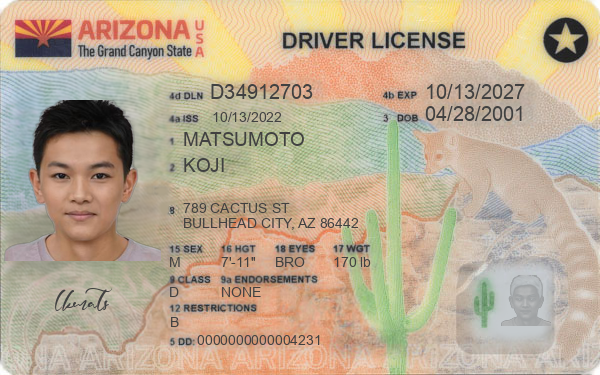 ARIZONA USA
The Grand Canyon State
DRIVER LICENSE
4d DLN D34912703 4b EXP 10/13/2027
4a ISS 10/13/2022 3 DOB 04/28/2001
1 MATSUMOTO
2 KOJI
8 789 CACTUS ST
BULLHEAD CITY, AZ 86442
15 SEX 16 HGT 18 EYES 17 WGT
M 7'-11" BRO 170 lb
9 CLASS 9a ENDORSEMENTS
D NONE
12 RESTRICTIONS
B
5 DD: 0000000000004231
ARIZONA ARIZONA ARIZONA ARIZONA